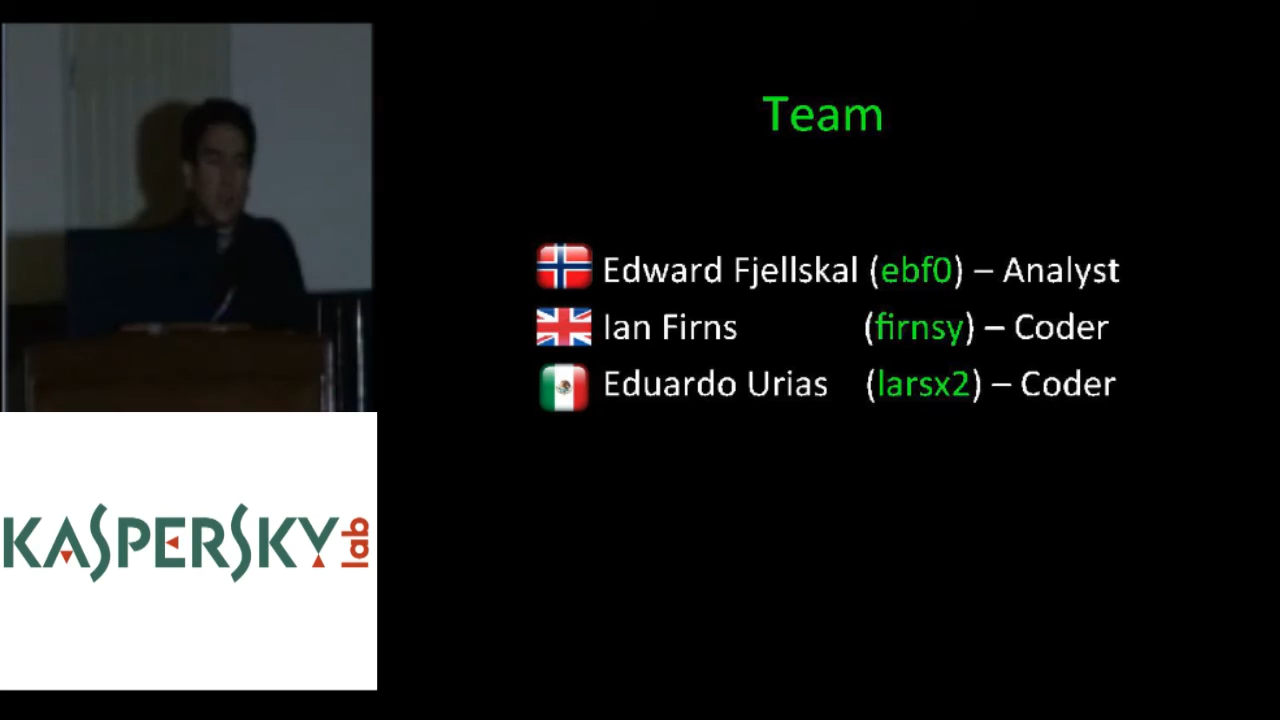 Team
Edward Fjellskal (ebf0) – Analyst
Ian Firns (firnsy) – Coder
Eduardo Urias (larsx2) – Coder
KASPERSKY lab